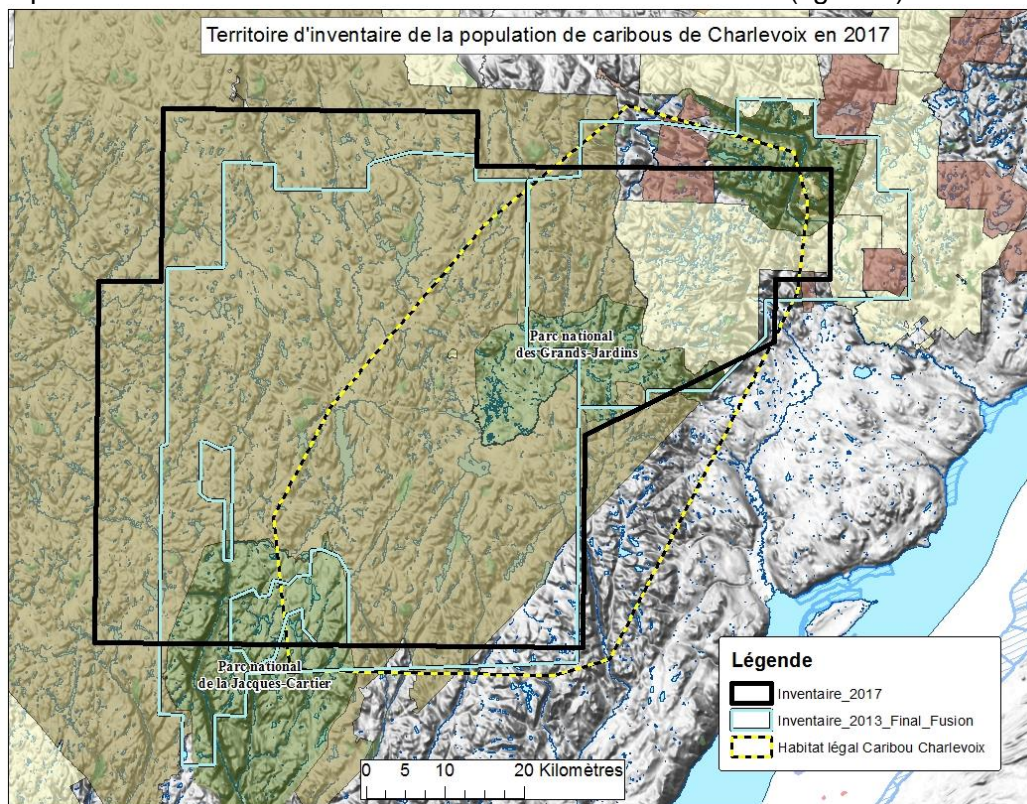 Territoire d'inventaire de la population de caribous de Charlevoix en 2017
Parc national
des Grands-Jardins
Parc national
de la Jacques-Cartier
Légende
Inventaire_2017
Inventaire_2013_Final_Fusion
Habitat légal Caribou Charlevoix
0 5 10 20 Kilomètres